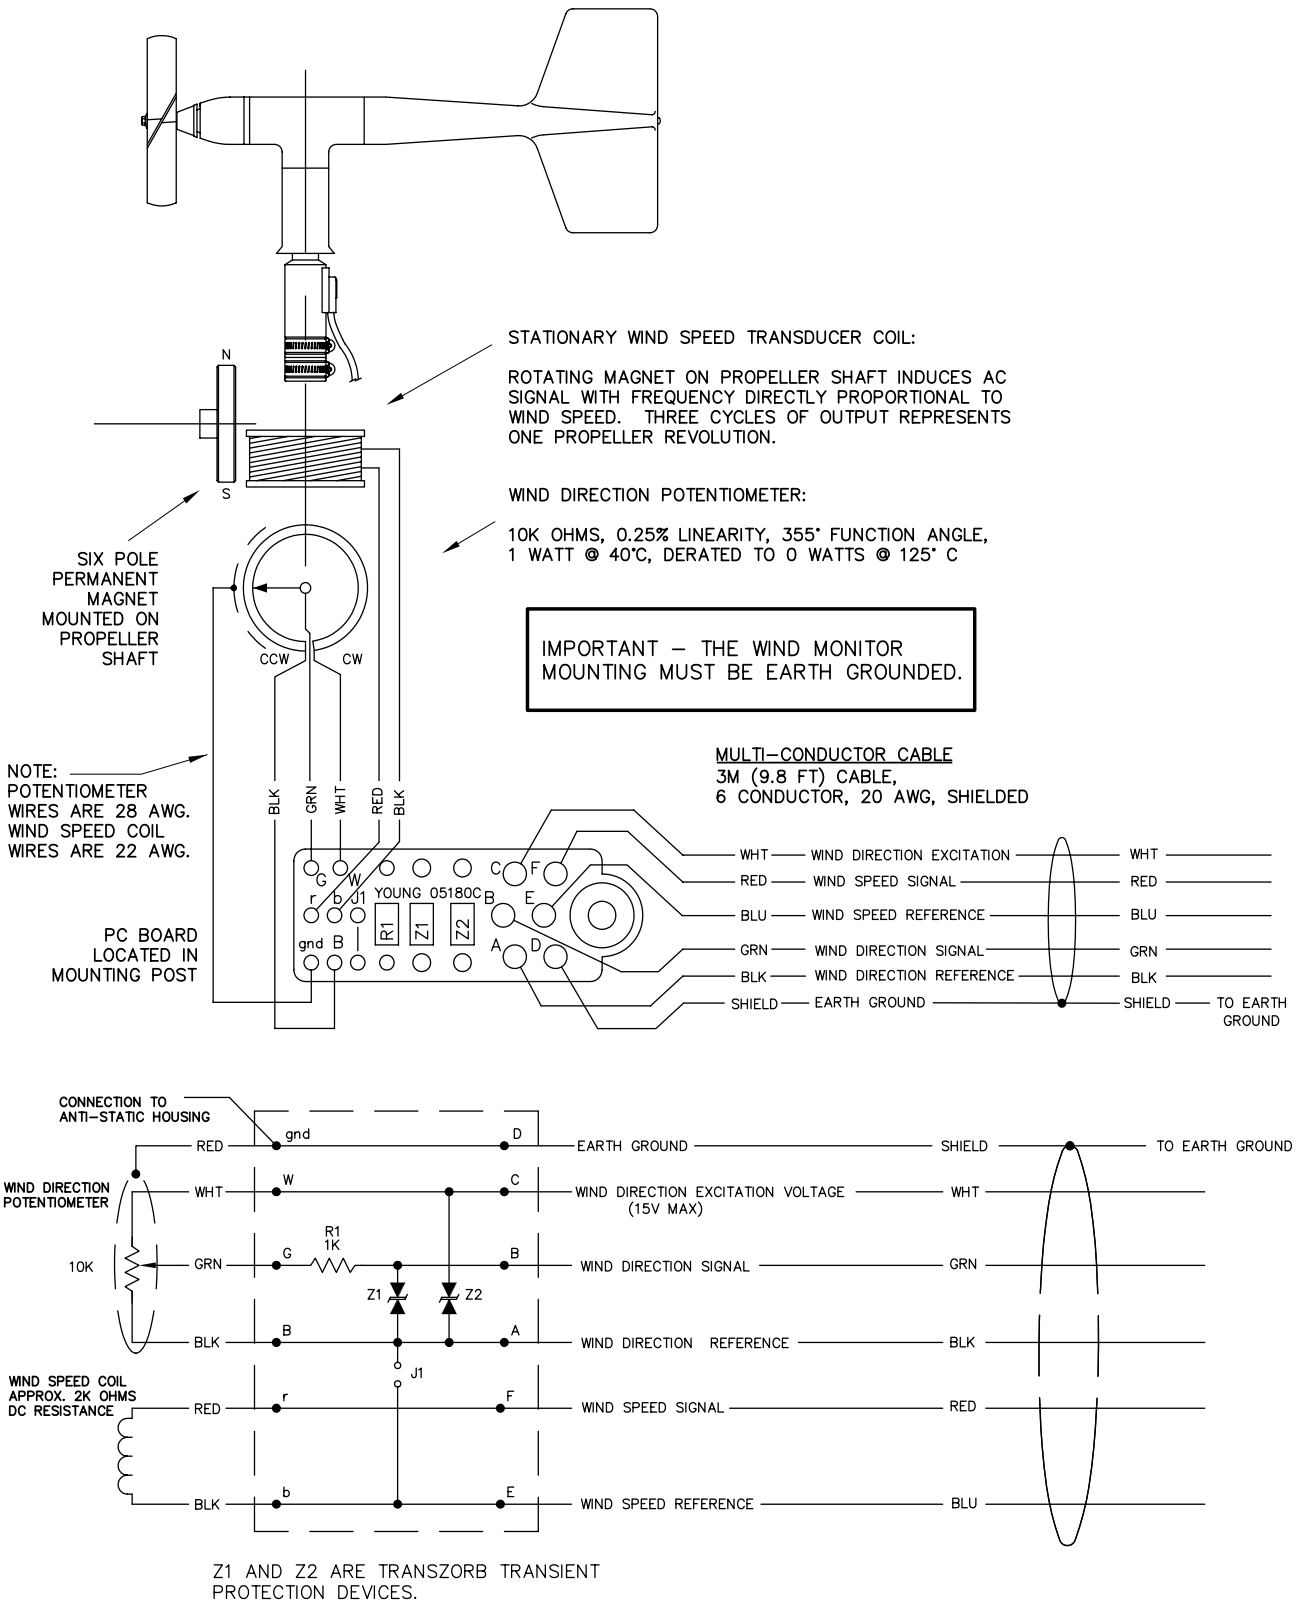 STATIONARY WIND SPEED TRANSDUCER COIL:
ROTATING MAGNET ON PROPELLER SHAFT INDUCES AC
SIGNAL WITH FREQUENCY DIRECTLY PROPORTIONAL TO
WIND SPEED. THREE CYCLES OF OUTPUT REPRESENTS
ONE PROPELLER REVOLUTION.
N
S
WIND DIRECTION POTENTIOMETER:
10K OHMS, 0.25% LINEARITY, 355° FUNCTION ANGLE,
1 WATT @ 40°C, DERATED TO 0 WATTS @ 125° C
SIX POLE
PERMANENT
MAGNET
MOUNTED ON
PROPELLER
SHAFT
CCW
CW
IMPORTANT – THE WIND MONITOR
MOUNTING MUST BE EARTH GROUNDED.
NOTE:
POTENTIOMETER
WIRES ARE 28 AWG.
WIND SPEED COIL
WIRES ARE 22 AWG.
BLK
GRN
WHT
RED
BLK
MULTI–CONDUCTOR CABLE
3M (9.8 FT) CABLE,
6 CONDUCTOR, 20 AWG, SHIELDED
G W C F
YOUNG 05180C
r b J1 B E
R1 Z1 Z2
gnd B A D
PC BOARD
LOCATED IN
MOUNTING POST
WHT WIND DIRECTION EXCITATION WHT
RED WIND SPEED SIGNAL RED
BLU WIND SPEED REFERENCE BLU
GRN WIND DIRECTION SIGNAL GRN
BLK WIND DIRECTION REFERENCE BLK
SHIELD EARTH GROUND SHIELD TO EARTH
GROUND
CONNECTION TO
ANTI–STATIC HOUSING
RED gnd D EARTH GROUND SHIELD TO EARTH GROUND
WIND DIRECTION
POTENTIOMETER
WHT W C WIND DIRECTION EXCITATION VOLTAGE WHT
(15V MAX)
R1
1K
10K GRN G B WIND DIRECTION SIGNAL GRN
Z1 Z2
BLK B A WIND DIRECTION REFERENCE BLK
J1
WIND SPEED COIL
APPROX. 2K OHMS
DC RESISTANCE
RED r F WIND SPEED SIGNAL RED
BLK b E WIND SPEED REFERENCE BLU
Z1 AND Z2 ARE TRANSZORB TRANSIENT
PROTECTION DEVICES.